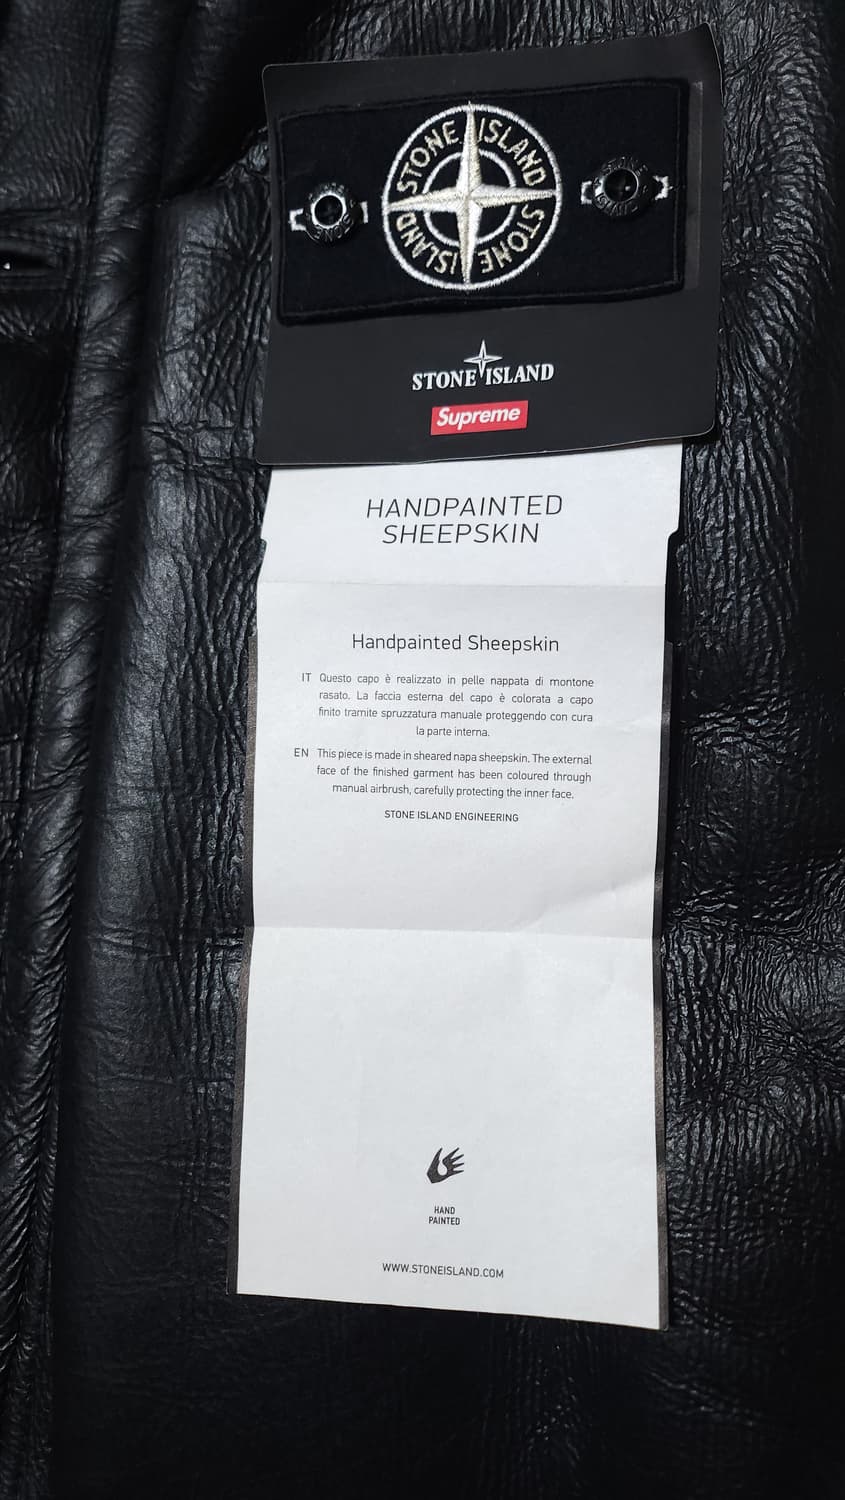 STONE ISLAND
STONE ISLAND
STONE ISLAND
Supreme
HANDPAINTED
SHEEPSKIN
Handpainted Sheepskin
IT Questo capo è realizzato in pelle nappata di montone
rasato. La faccia esterna del capo è colorata a capo
finito tramite spruzzatura manuale proteggendo con cura
la parte interna.
EN This piece is made in sheared napa sheepskin. The external
face of the finished garment has been coloured through
manual airbrush, carefully protecting the inner face.
STONE ISLAND ENGINEERING
HAND
PAINTED
WWW.STONEISLAND.COM